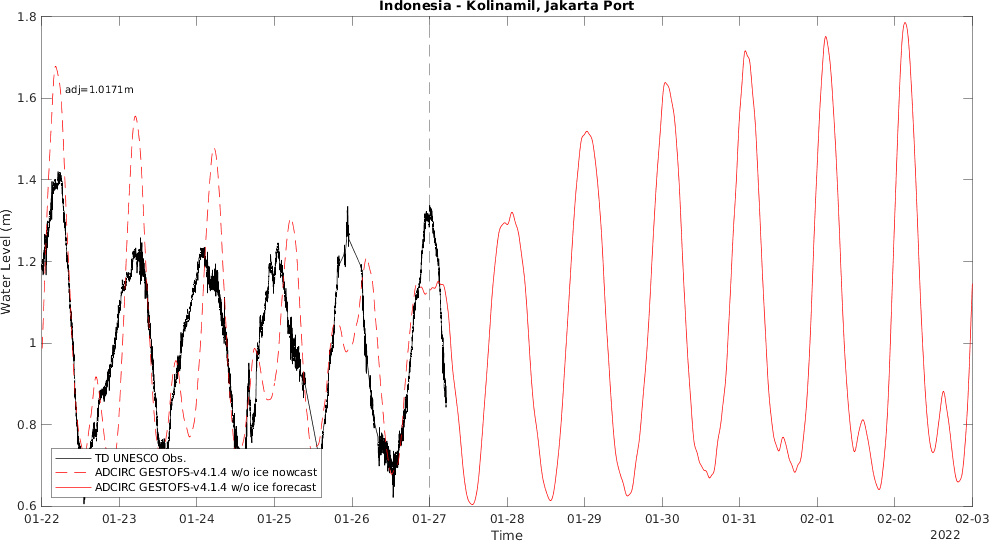 Indonesia - Kolinamil, Jakarta Port
1.8
1.6
1.4
1.2
1
0.8
0.6
Water Level (m)
adj=1.0171m
TD UNESCO Obs.
ADCIRC GESTOFS-v4.1.4 w/o ice nowcast
ADCIRC GESTOFS-v4.1.4 w/o ice forecast
01-22 01-23 01-24 01-25 01-26 01-27 01-28 01-29 01-30 01-31 02-01 02-02 02-03
Time
2022